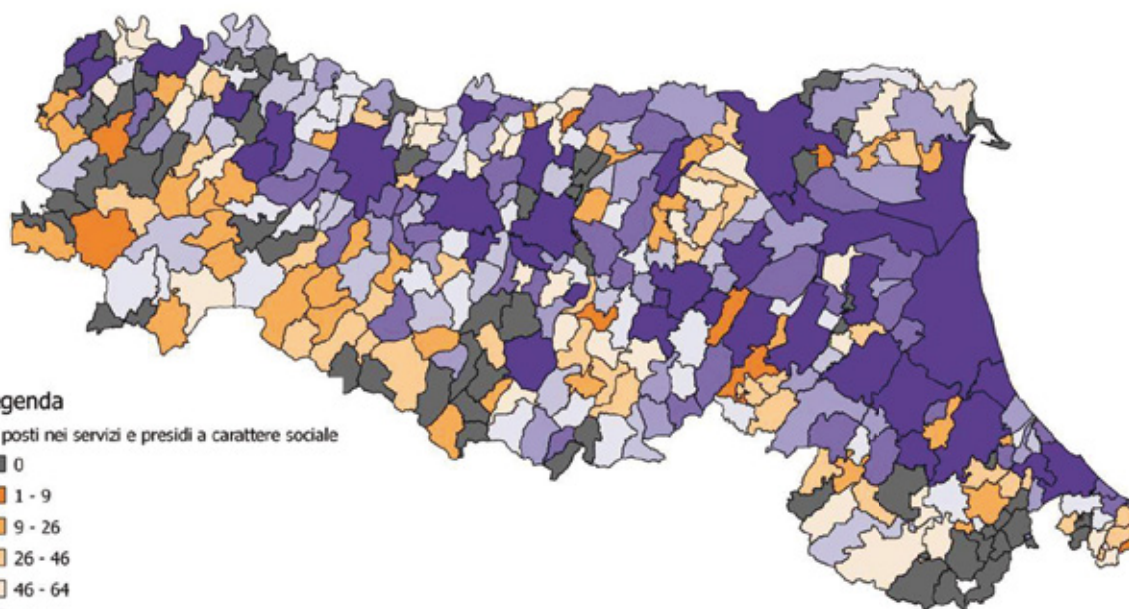 genda
posti nei servizi e presidi a carattere sociale
0
1 - 9
9 - 26
26 - 46
46 - 64